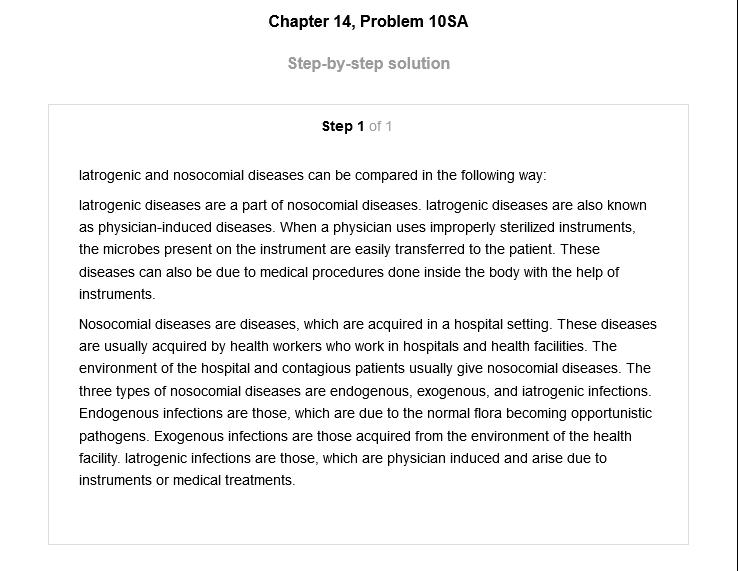 Chapter 14, Problem 10SA
Step-by-step solution
Step 1 of 1
Iatrogenic and nosocomial diseases can be compared in the following way:
Iatrogenic diseases are a part of nosocomial diseases. Iatrogenic diseases are also known
as physician-induced diseases. When a physician uses improperly sterilized instruments,
the microbes present on the instrument are easily transferred to the patient. These
diseases can also be due to medical procedures done inside the body with the help of
instruments.
Nosocomial diseases are diseases, which are acquired in a hospital setting. These diseases
are usually acquired by health workers who work in hospitals and health facilities. The
environment of the hospital and contagious patients usually give nosocomial diseases. The
three types of nosocomial diseases are endogenous, exogenous, and iatrogenic infections.
Endogenous infections are those, which are due to the normal flora becoming opportunistic
pathogens. Exogenous infections are those acquired from the environment of the health
facility. Iatrogenic infections are those, which are physician induced and arise due to
instruments or medical treatments.